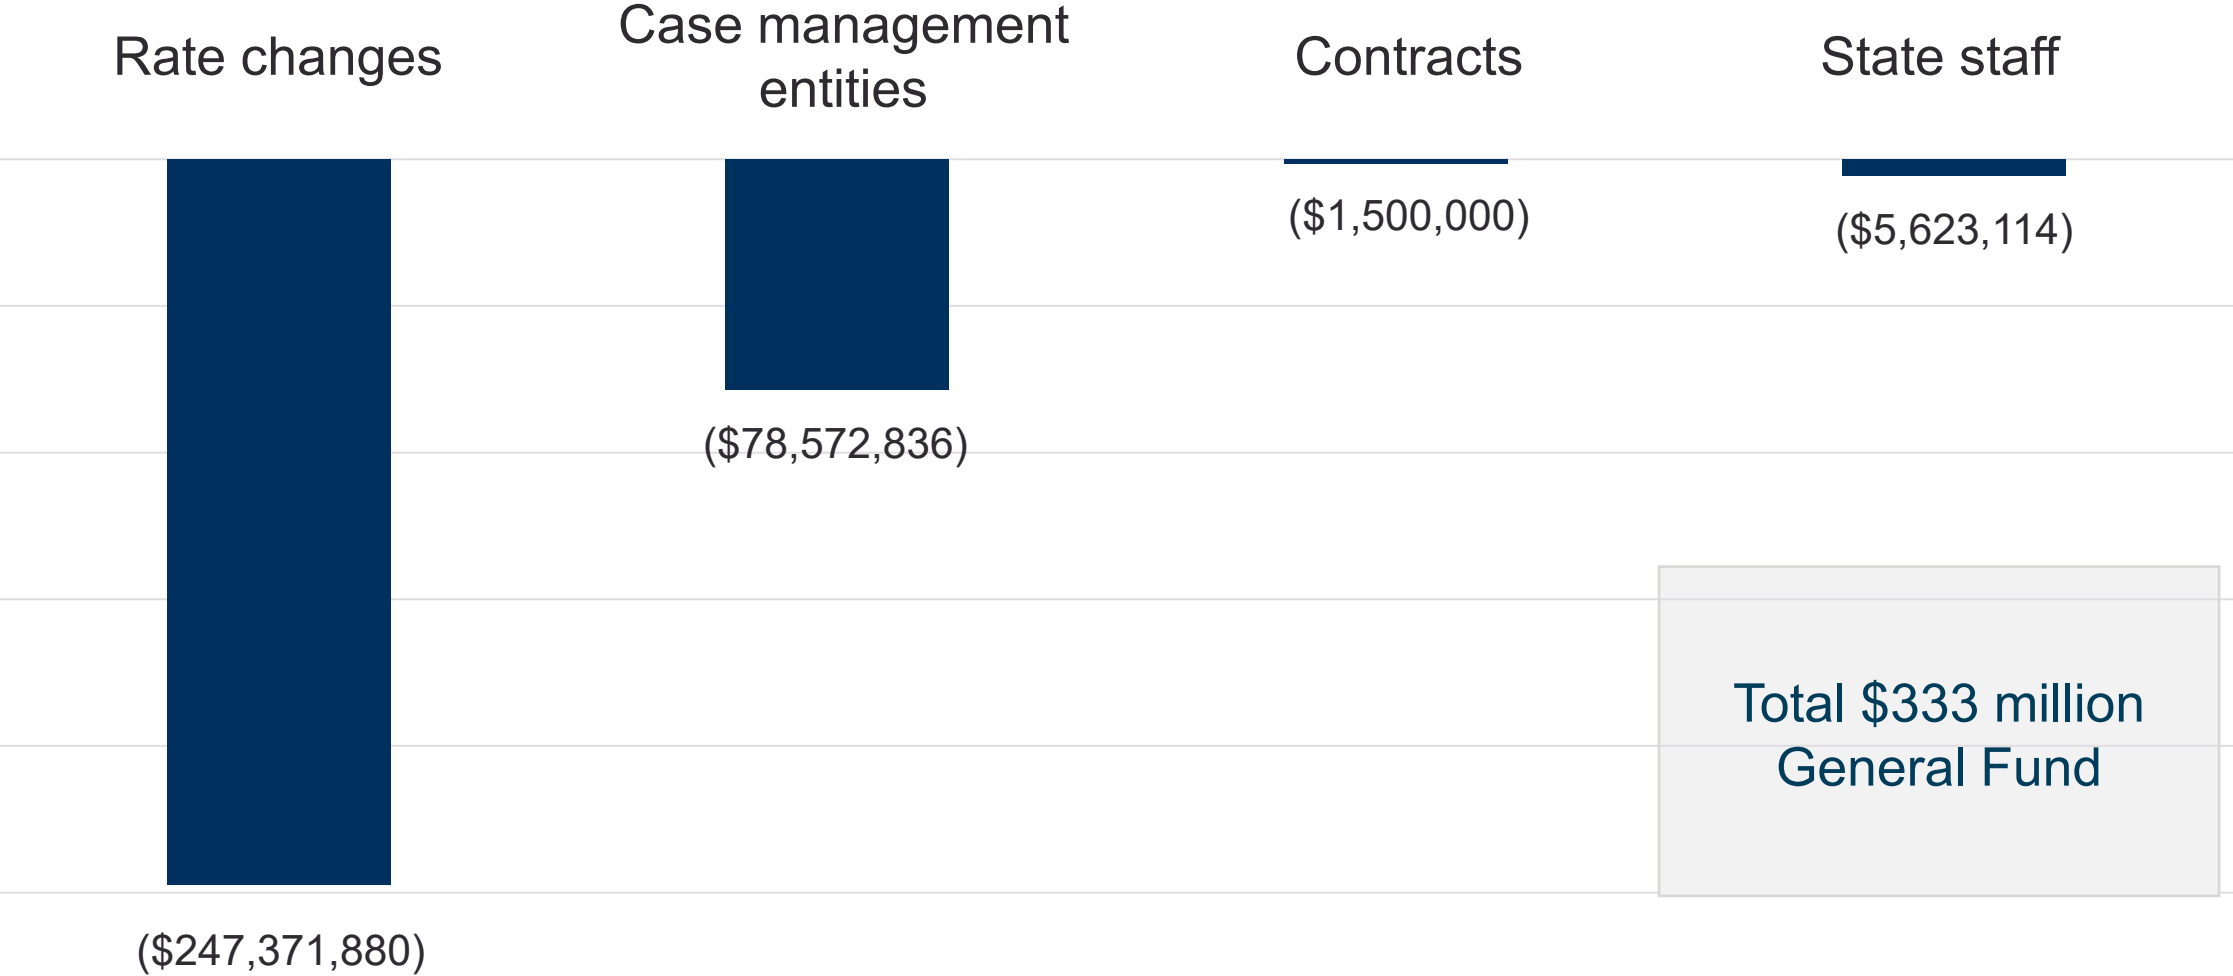 Rate changes
Case management
entities
Contracts
State staff
($1,500,000)
($5,623,114)
($78,572,836)
Total $333 million
General Fund
($247,371,880)